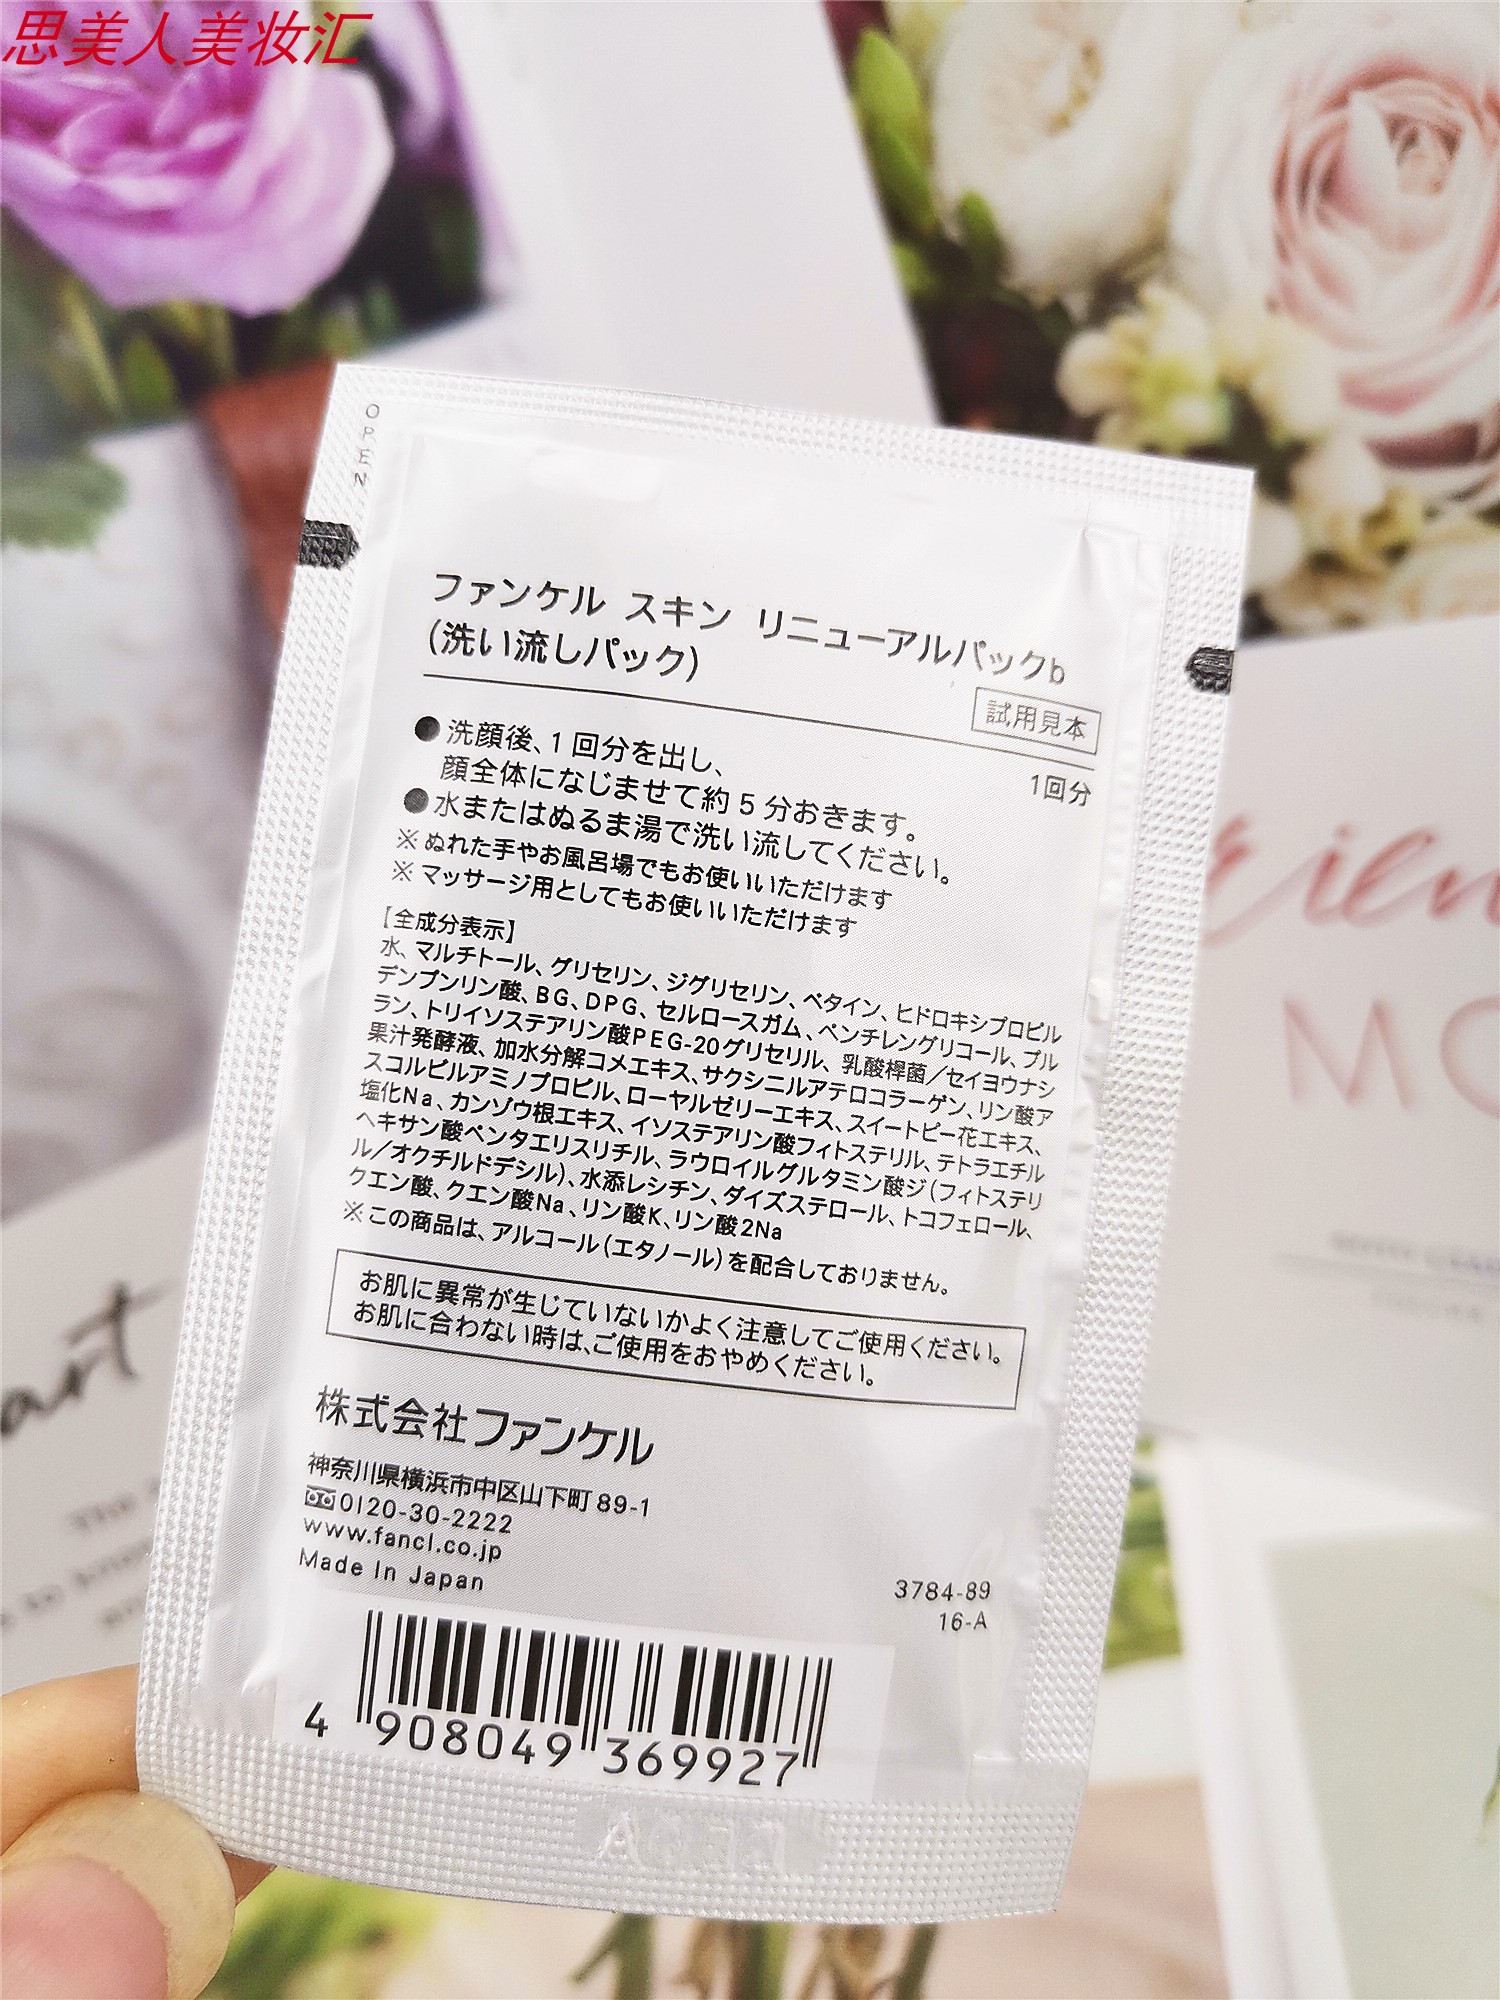 思美人美妆汇
OPEN
ファンケル スキン リニューアルパックb
(洗い流しパック)
試用見本
1回分
●洗顔後、1回分を出し、
顔全体になじませて約5分おきます。
●水またはぬるま湯で洗い流してください。
※ぬれた手やお風呂場でもお使いいただけます
※マッサージ用としてもお使いいただけます
【全成分表示】
水、マルチトール、グリセリン、ジグリセリン、ベタイン、ヒドロキシプロピル
デンプンリン酸、BG、DPG、セルロースガム、ペンチレングリコール、プル
ラン、トリイソステアリン酸PEG-20グリセリル、乳酸桿菌/セイヨウナシ
果汁発酵液、加水分解コメエキス、サクシニルアテロコラーゲン、リン酸ア
スコルビルアミノプロピル、ローヤルゼリーエキス、スイートピー花エキス、
塩化Na、カンゾウ根エキス、イソステアリン酸フィトステリル、テトラエチル
ヘキサン酸ペンタエリスリチル、ラウロイルグルタミン酸ジ(フィトステリ
ル/オクチルドデシル)、水添レシチン、ダイズステロール、トコフェロール、
クエン酸、クエン酸Na、リン酸K、リン酸2Na
※この商品は、アルコール(エタノール)を配合しておりません。
お肌に異常が生じていないかよく注意してご使用ください。
お肌に合わない時は、ご使用をおやめください。
株式会社ファンケル
神奈川県横浜市中区山下町89-1
0120-30-2222
www.fancl.co.jp
Made In Japan
3784-89
16-A
4 908049 369927
art
The
MO